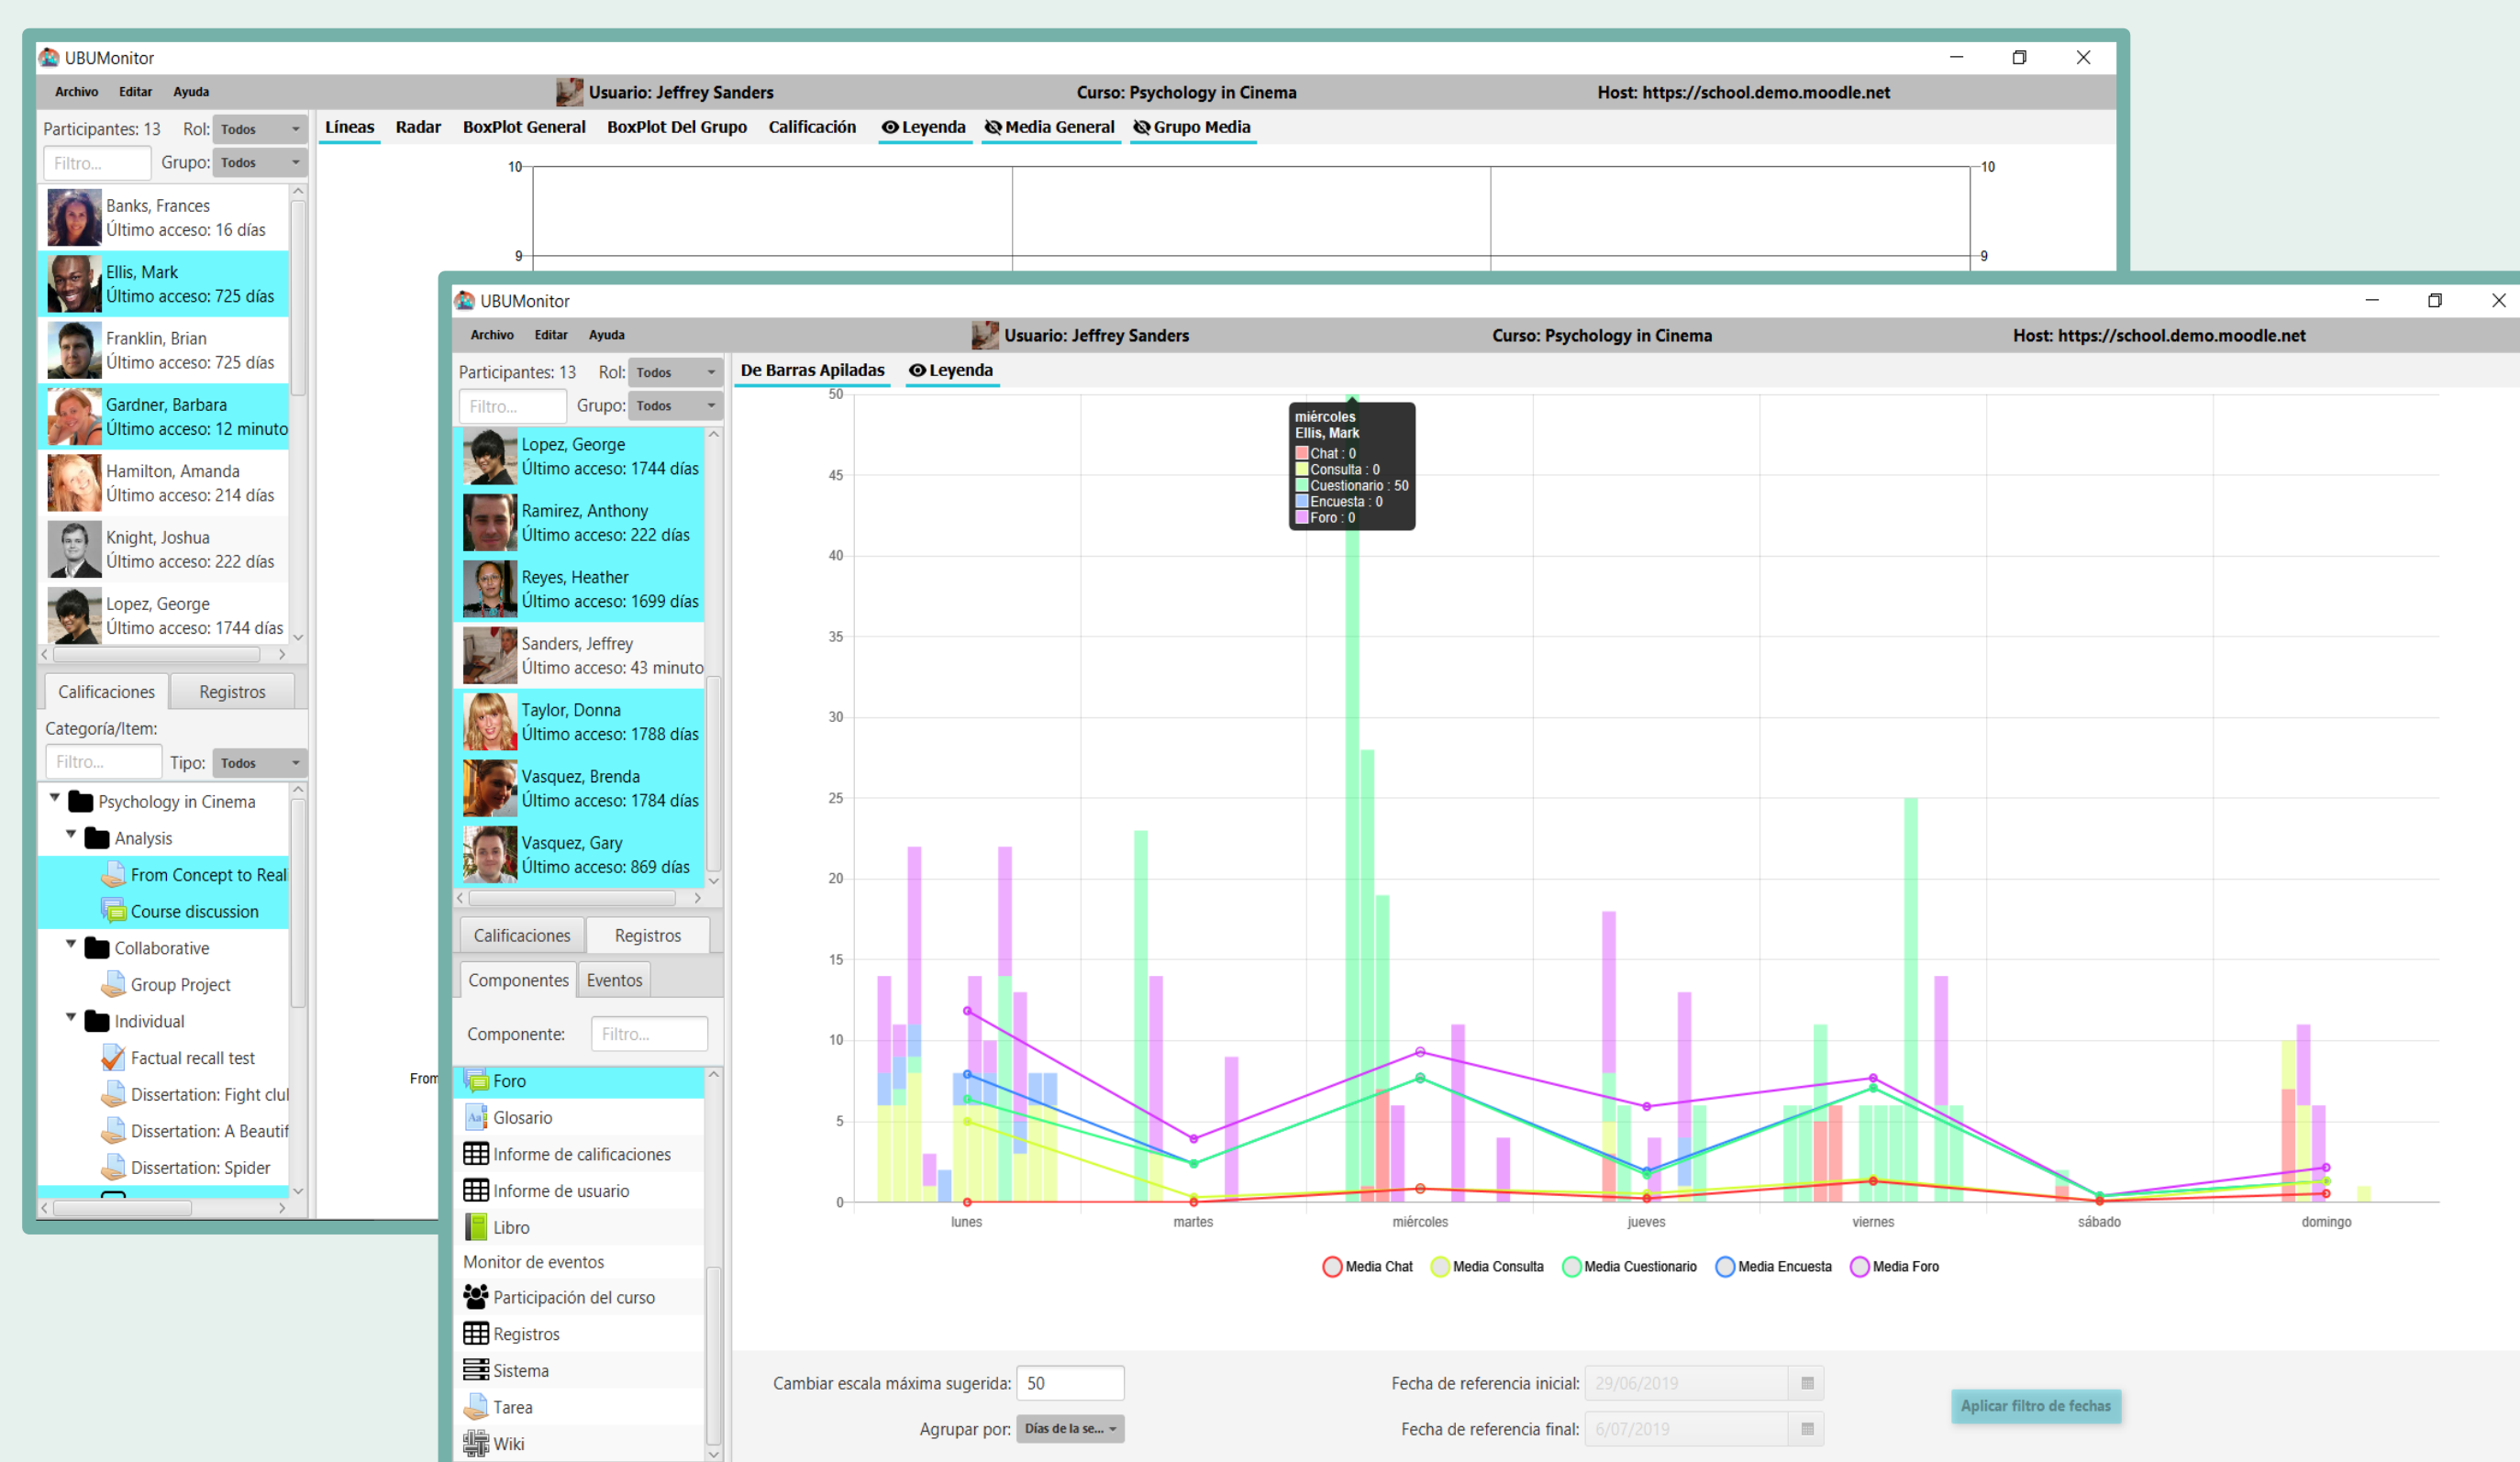 UBUMonitor
Archivo Editar Ayuda
Usuario: Jeffrey Sanders
Curso: Psychology in Cinema
Host: https://school.demo.moodle.net
Participantes: 13 Rol: Todos
Filtro... Grupo: Todos
Líneas Radar BoxPlot General BoxPlot Del Grupo Calificación Leyenda Media General Grupo Media
10 10
9 9
Banks, Frances
Último acceso: 16 días
Ellis, Mark
Último acceso: 725 días
Franklin, Brian
Último acceso: 725 días
Gardner, Barbara
Último acceso: 12 minuto
Hamilton, Amanda
Último acceso: 214 días
Knight, Joshua
Último acceso: 222 días
Lopez, George
Último acceso: 1744 días
Calificaciones Registros
Categoría/Item:
Filtro... Tipo: Todos
Psychology in Cinema
Analysis
From Concept to Real
Course discussion
Collaborative
Group Project
Individual
Factual recall test
Dissertation: Fight clu
Dissertation: A Beautif
Dissertation: Spider
From
UBUMonitor
Archivo Editar Ayuda
Usuario: Jeffrey Sanders
Curso: Psychology in Cinema
Host: https://school.demo.moodle.net
Participantes: 13 Rol: Todos
Filtro... Grupo: Todos
Lopez, George
Último acceso: 1744 días
Ramirez, Anthony
Último acceso: 222 días
Reyes, Heather
Último acceso: 1699 días
Sanders, Jeffrey
Último acceso: 43 minuto
Taylor, Donna
Último acceso: 1788 días
Vasquez, Brenda
Último acceso: 1784 días
Vasquez, Gary
Último acceso: 869 días
Calificaciones Registros
Componentes Eventos
Componente: Filtro...
Foro
Glosario
Informe de calificaciones
Informe de usuario
Libro
Monitor de eventos
Participación del curso
Registros
Sistema
Tarea
Wiki
De Barras Apiladas Leyenda
50
45
40
35
30
25
20
15
10
5
0
miércoles
Ellis, Mark
Chat : 0
Consulta : 0
Cuestionario : 50
Encuesta : 0
Foro : 0
lunes martes miércoles jueves viernes sábado domingo
Media Chat Media Consulta Media Cuestionario Media Encuesta Media Foro
Cambiar escala máxima sugerida: 50
Agrupar por: Días de la se...
Fecha de referencia inicial: 29/06/2019
Fecha de referencia final: 6/07/2019
Aplicar filtro de fechas